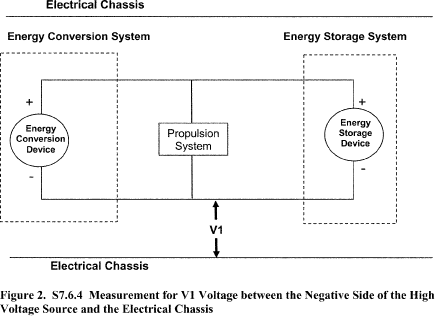 Electrical Chassis
Energy Conversion System
Energy Storage System
+
+
Energy
Conversion
Device
Propulsion
System
Energy
Storage
Device
-
-
V1
Electrical Chassis
Figure 2. S7.6.4 Measurement for V1 Voltage between the Negative Side of the High
Voltage Source and the Electrical Chassis